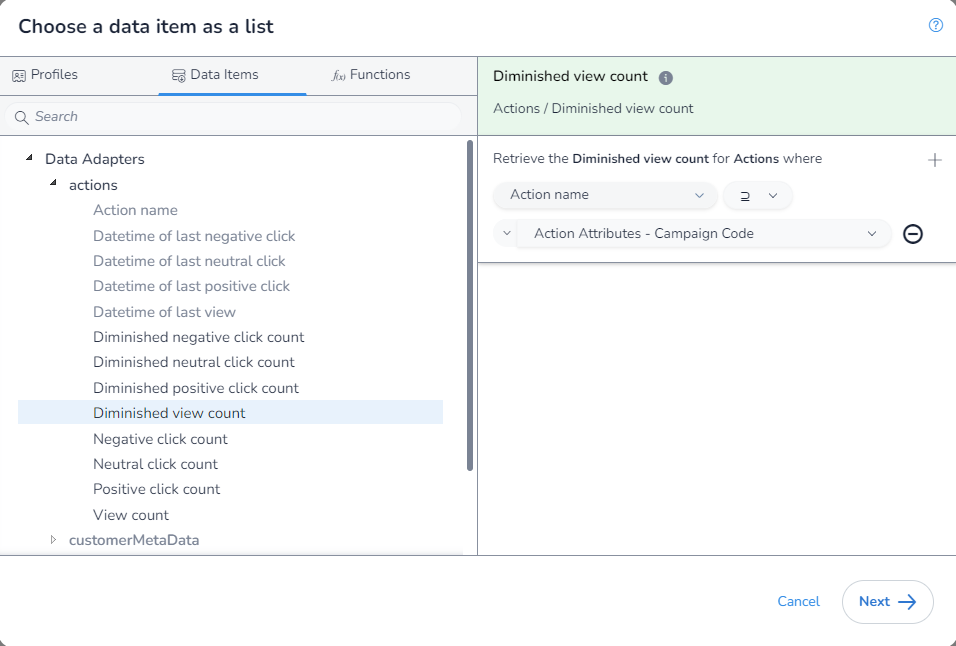 Choose a data item as a list
?
Profiles
Data Items
f(x) Functions
Search
Data Adapters
actions
Action name
Datetime of last negative click
Datetime of last neutral click
Datetime of last positive click
Datetime of last view
Diminished negative click count
Diminished neutral click count
Diminished positive click count
Diminished view count
Negative click count
Neutral click count
Positive click count
View count
customerMetaData
Diminished view count i
Actions / Diminished view count
Retrieve the Diminished view count for Actions where
Action name
⊇
Action Attributes - Campaign Code
Cancel
Next